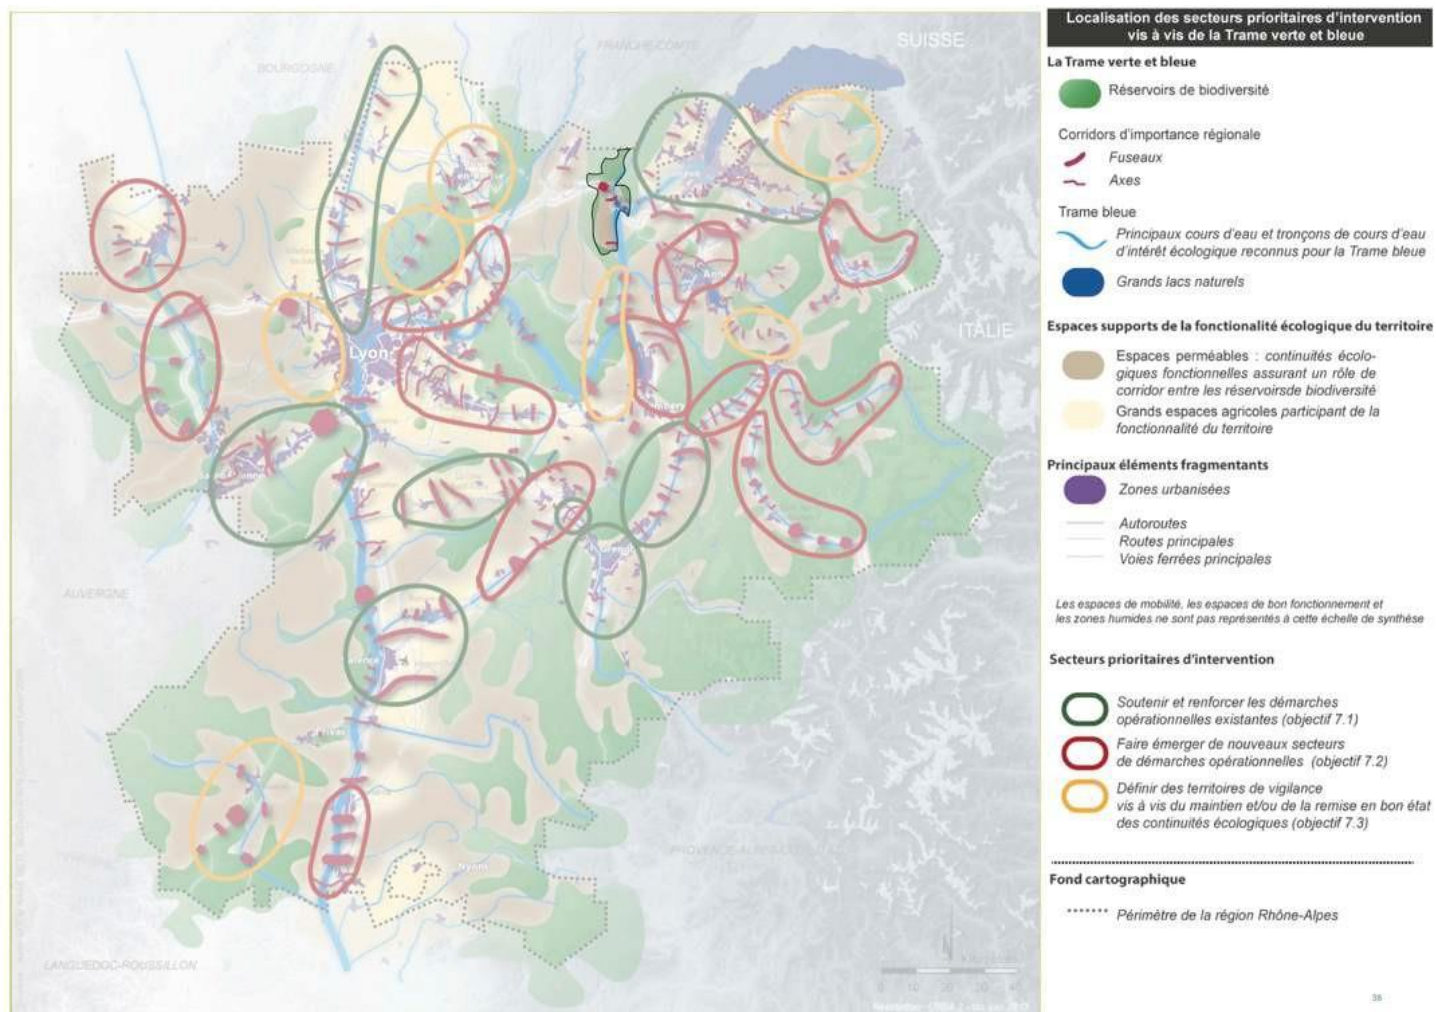 Localisation des secteurs prioritaires d'intervention
vis à vis de la Trame verte et bleue
La Trame verte et bleue
Réservoirs de biodiversité
Corridors d'importance régionale
Fuseaux
Axes
Trame bleue
Principaux cours d'eau et tronçons de cours d'eau
d'intérêt écologique reconnus pour la Trame bleue
Grands lacs naturels
Espaces supports de la fonctionalité écologique du territoire
Espaces perméables : continuités écolo-
giques fonctionnelles assurant un rôle de
corridor entre les réservoirsde biodiversité
Grands espaces agricoles participant de la
fonctionnalité du territoire
Principaux éléments fragmentants
Zones urbanisées
Autoroutes
Routes principales
Voies ferrées principales
Les espaces de mobilité, les espaces de bon fonctionnement et
les zones humides ne sont pas représentés à cette échelle de synthèse
Secteurs prioritaires d'intervention
Soutenir et renforcer les démarches
opérationnelles existantes (objectif 7.1)
Faire émerger de nouveaux secteurs
de démarches opérationnelles (objectif 7.2)
Définir des territoires de vigilance
vis à vis du maintien et/ou de la remise en bon état
des continuités écologiques (objectif 7.3)
Fond cartographique
Périmètre de la région Rhône-Alpes
38
SUISSE
FRANCHE-COMTE
BOURGOGNE
ITALIE
Lyon
AUVERGNE
Nyons
LANGUEDOC-ROUSSILLON
N